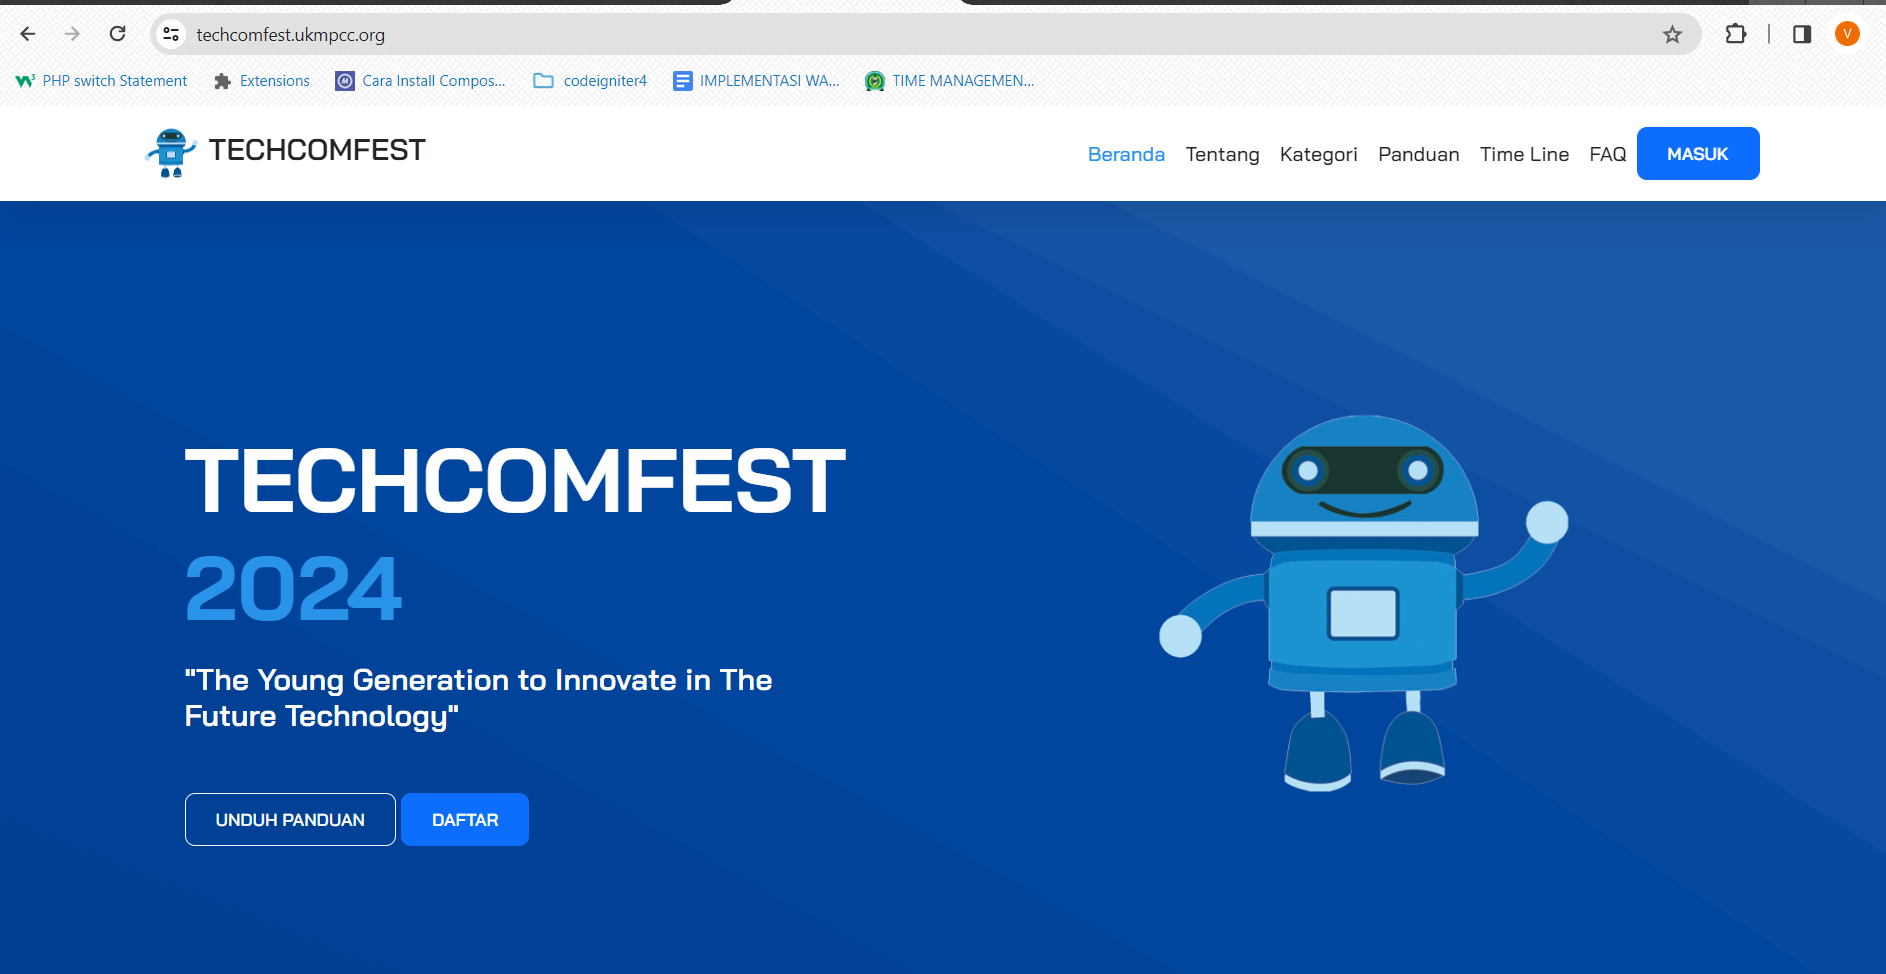 techcomfest.ukmpcc.org
V
PHP switch Statement
Extensions
Cara Install Compos...
codeigniter4
IMPLEMENTASI WA...
TIME MANAGEMEN...
TECHCOMFEST
Beranda
Tentang
Kategori
Panduan
Time Line
FAQ
MASUK
TECHCOMFEST
2024
"The Young Generation to Innovate in The
Future Technology"
UNDUH PANDUAN
DAFTAR